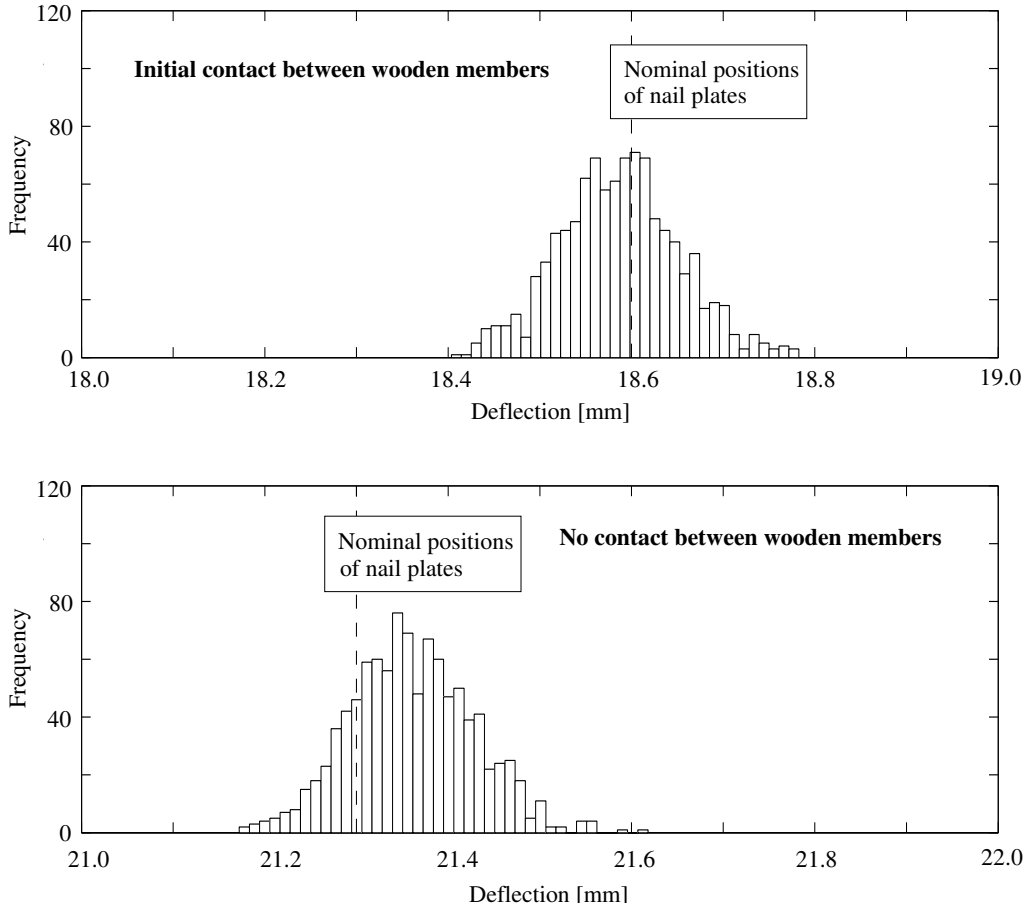 120
Initial contact between wooden members
Nominal positions
of nail plates
80
Frequency
40
0
18.0
18.2
18.4
18.6
18.8
19.0
Deflection [mm]
120
Nominal positions
of nail plates
No contact between wooden members
80
Frequency
40
0
21.0
21.2
21.4
21.6
21.8
22.0
Deflection [mm]